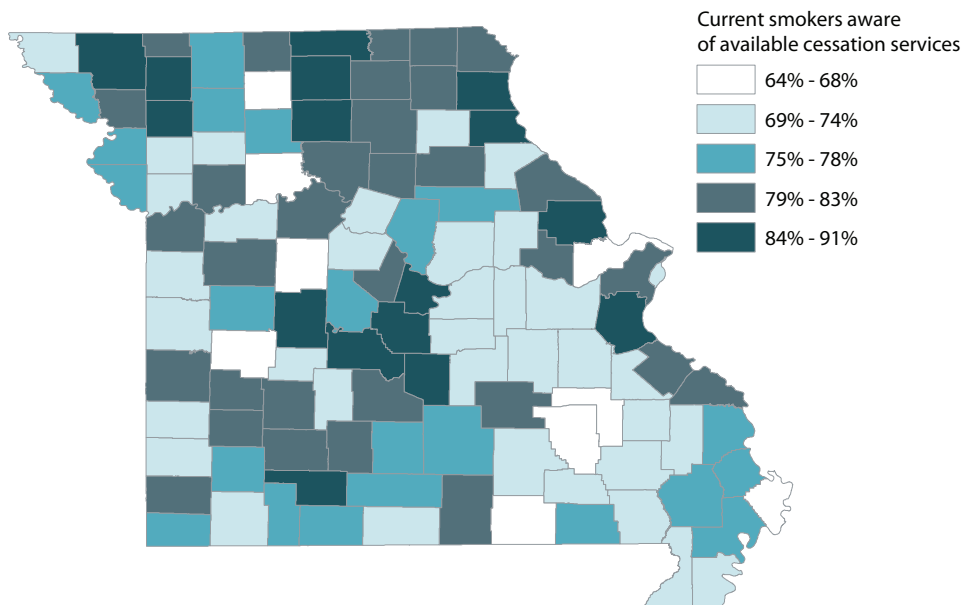 Current smokers aware
of available cessation services
64% - 68%
69% - 74%
75% - 78%
79% - 83%
84% - 91%